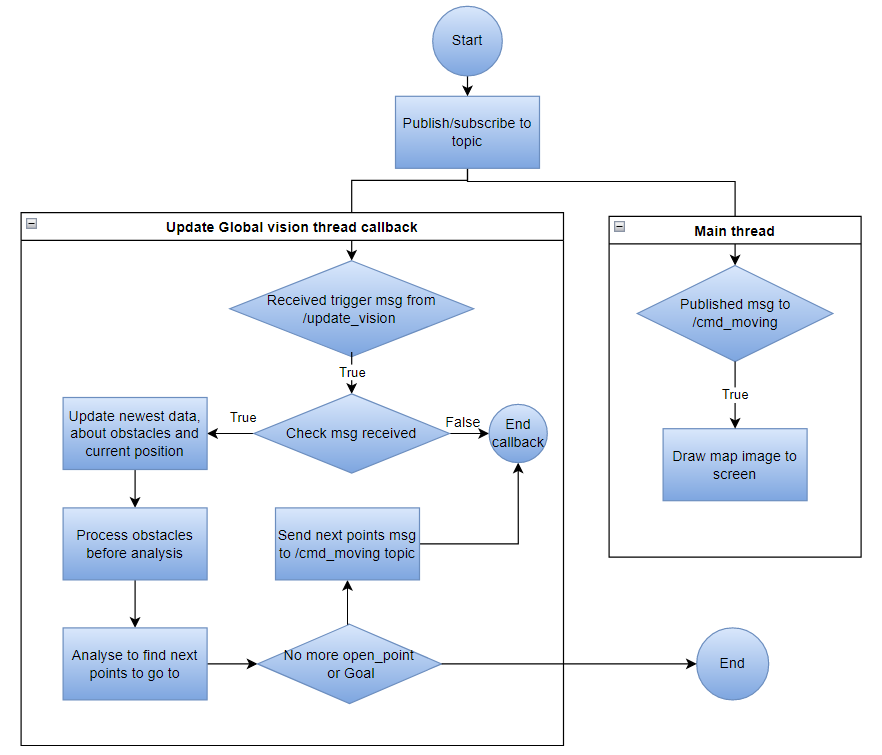 Start
Publish/subscribe to
topic
Update Global vision thread callback
Received trigger msg from
/update_vision
True
Check msg received
True
False
End
callback
Update newest data,
about obstacles and
current position
Process obstacles
before analysis
Send next points msg
to /cmd_moving topic
Analyse to find next
points to go to
No more open_point
or Goal
End
Main thread
Published msg to
/cmd_moving
True
Draw map image to
screen